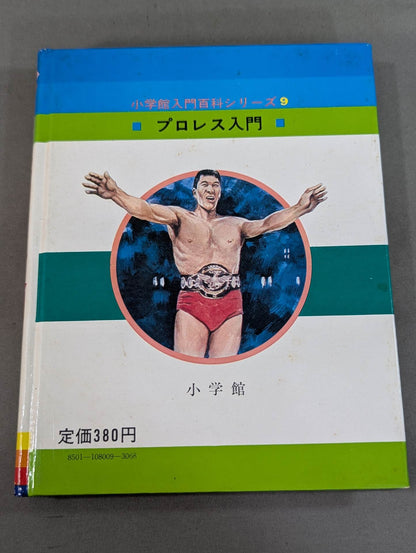 小学館入門百科シリーズ9
■ プロレス入門 ■
小学館
定価380円
8501—108009—3068